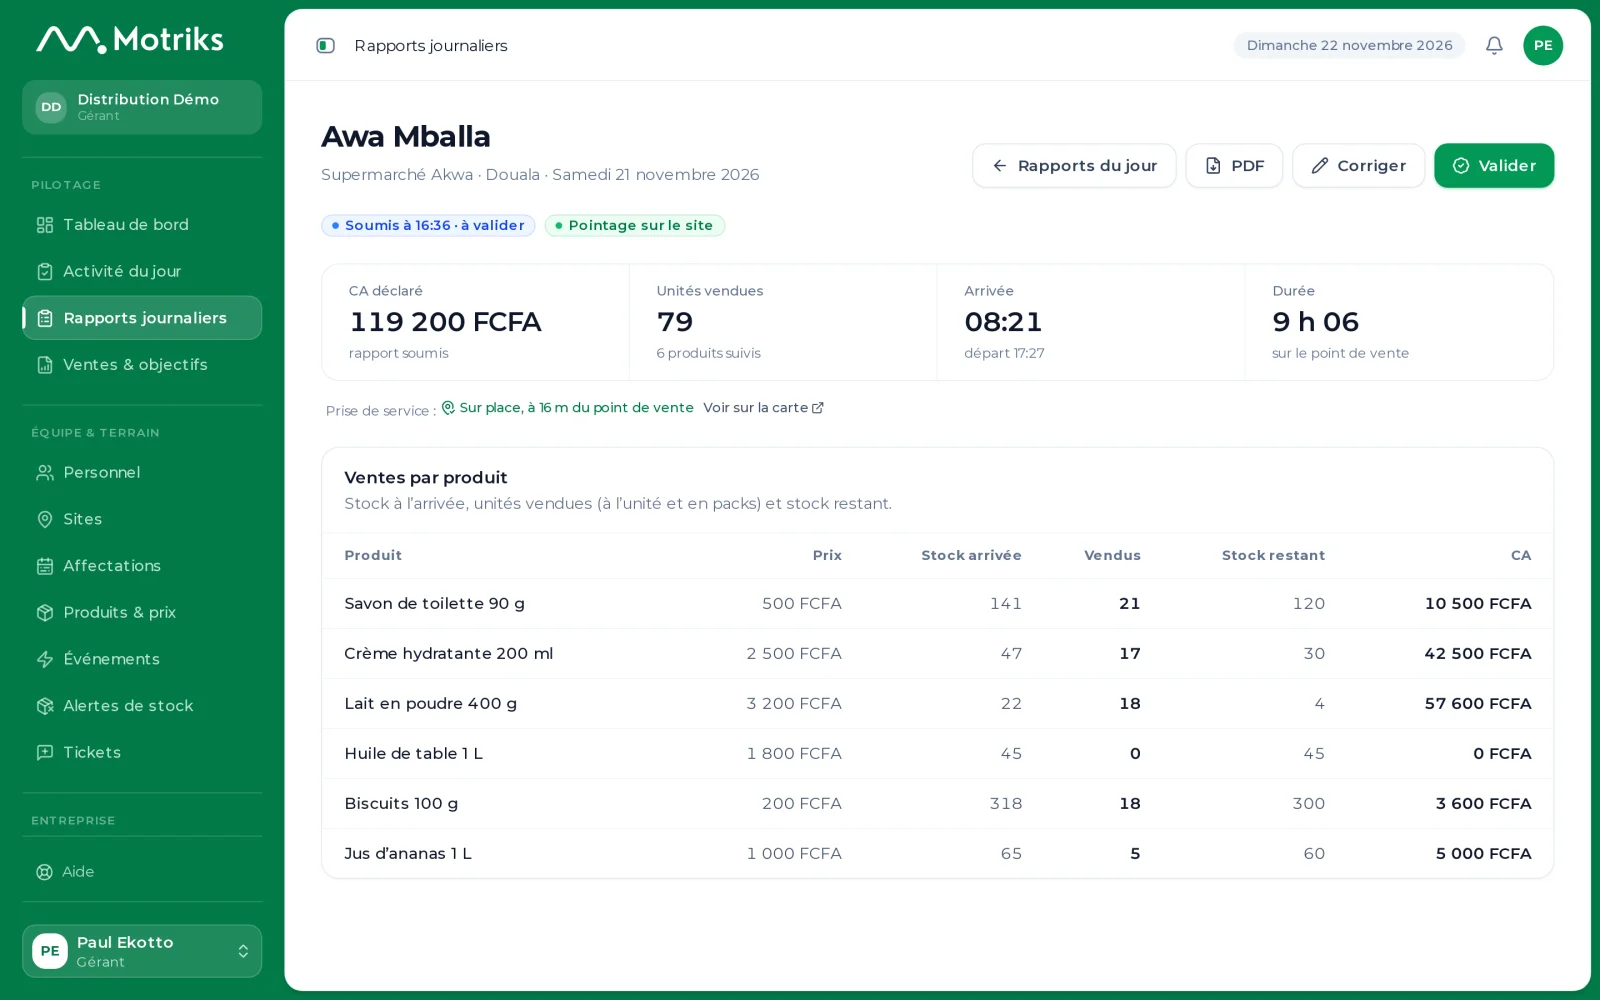 Motriks
DD
Distribution Démo
Gérant
PILOTAGE
Tableau de bord
Activité du jour
Rapports journaliers
Ventes & objectifs
ÉQUIPE & TERRAIN
Personnel
Sites
Affectations
Produits & prix
Événements
Alertes de stock
Tickets
ENTREPRISE
Aide
PE
Paul Ekotto
Gérant
Rapports journaliers
Dimanche 22 novembre 2026
PE
Awa Mballa
Supermarché Akwa · Douala · Samedi 21 novembre 2026
Rapports du jour
PDF
Corriger
Valider
Soumis à 16:36 · à valider
Pointage sur le site
CA déclaré
119 200 FCFA
rapport soumis
Unités vendues
79
6 produits suivis
Arrivée
08:21
départ 17:27
Durée
9 h 06
sur le point de vente
Prise de service : Sur place, à 16 m du point de vente Voir sur la carte
Ventes par produit
Stock à l’arrivée, unités vendues (à l’unité et en packs) et stock restant.
Produit Prix Stock arrivée Vendus Stock restant CA
Savon de toilette 90 g 500 FCFA 141 21 120 10 500 FCFA
Crème hydratante 200 ml 2 500 FCFA 47 17 30 42 500 FCFA
Lait en poudre 400 g 3 200 FCFA 22 18 4 57 600 FCFA
Huile de table 1 L 1 800 FCFA 45 0 45 0 FCFA
Biscuits 100 g 200 FCFA 318 18 300 3 600 FCFA
Jus d’ananas 1 L 1 000 FCFA 65 5 60 5 000 FCFA